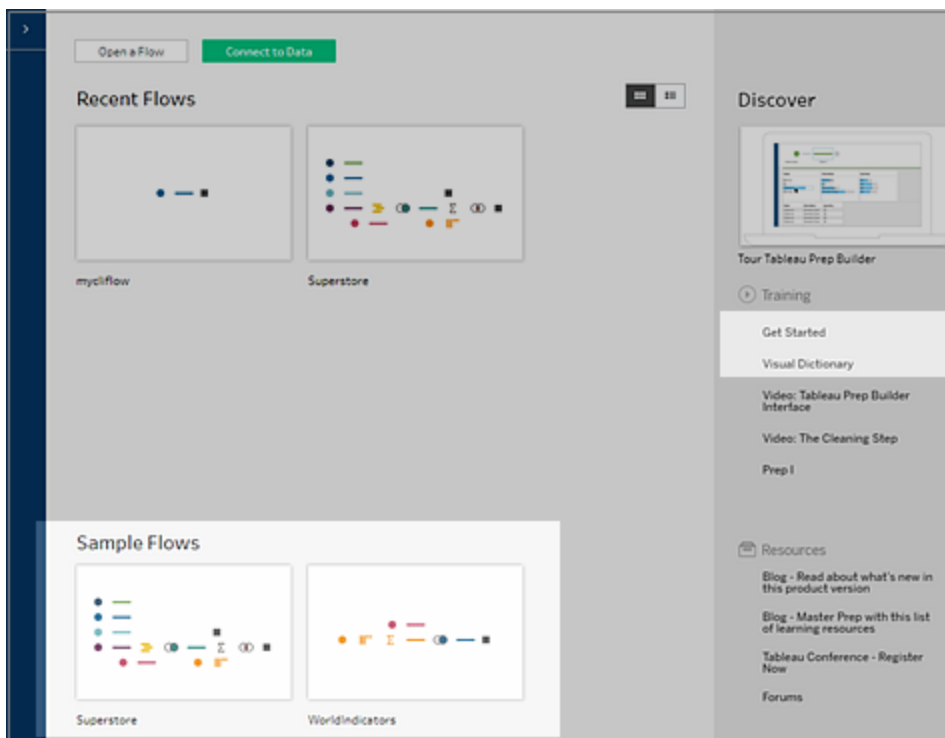 Open a Flow
Connect to Data
Recent Flows
mycliflow
Superstore
Sample Flows
Superstore
WorldIndicators
Discover
Tour Tableau Prep Builder
Training
Get Started
Visual Dictionary
Video: Tableau Prep Builder
Interface
Video: The Cleaning Step
Prep I
Resources
Blog - Read about what's new in
this product version
Blog - Master Prep with this list
of learning resources
Tableau Conference - Register
Now
Forums